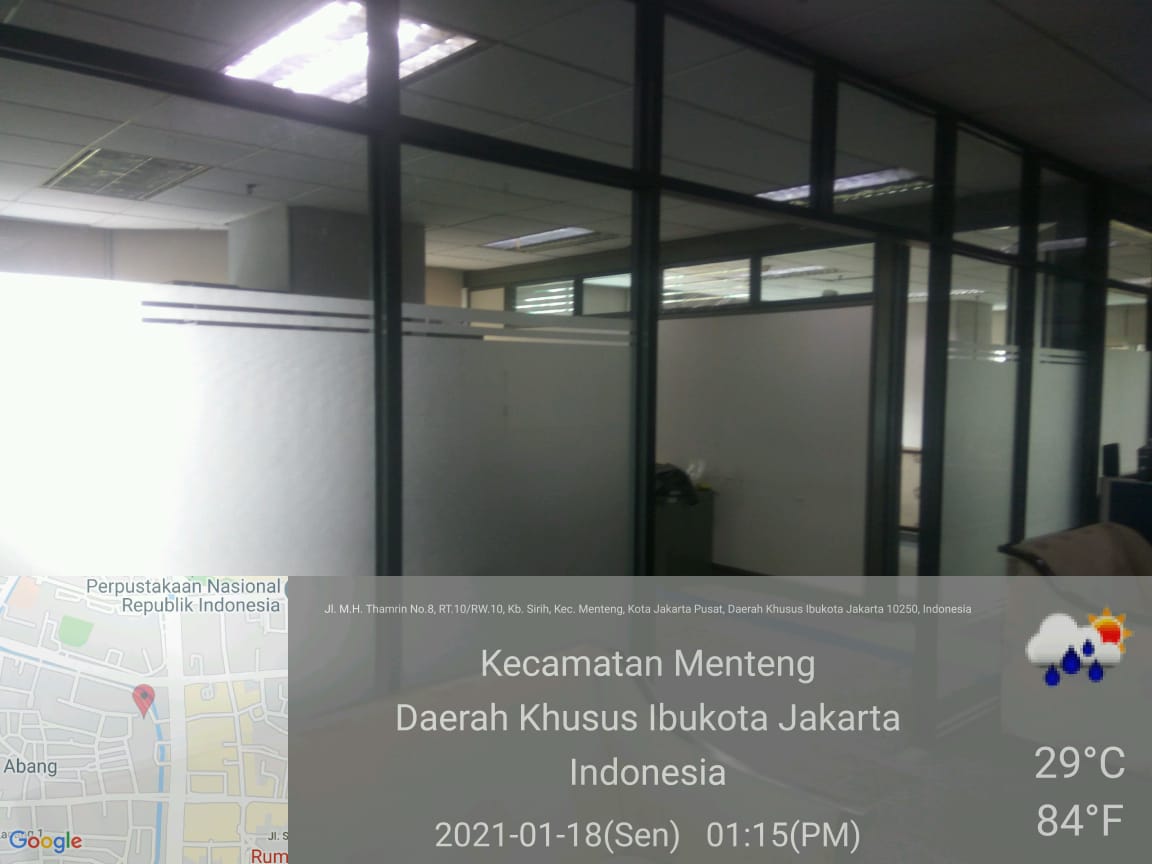 Perpustakaan Nasional
Republik Indonesia
Abang
Google
Jl. S
Rum
Jl. M.H. Thamrin No.8, RT.10/RW.10, Kb. Sirih, Kec. Menteng, Kota Jakarta Pusat, Daerah Khusus Ibukota Jakarta 10250, Indonesia
Kecamatan Menteng
Daerah Khusus Ibukota Jakarta
Indonesia
2021-01-18(Sen) 01:15(PM)
29°C
84°F